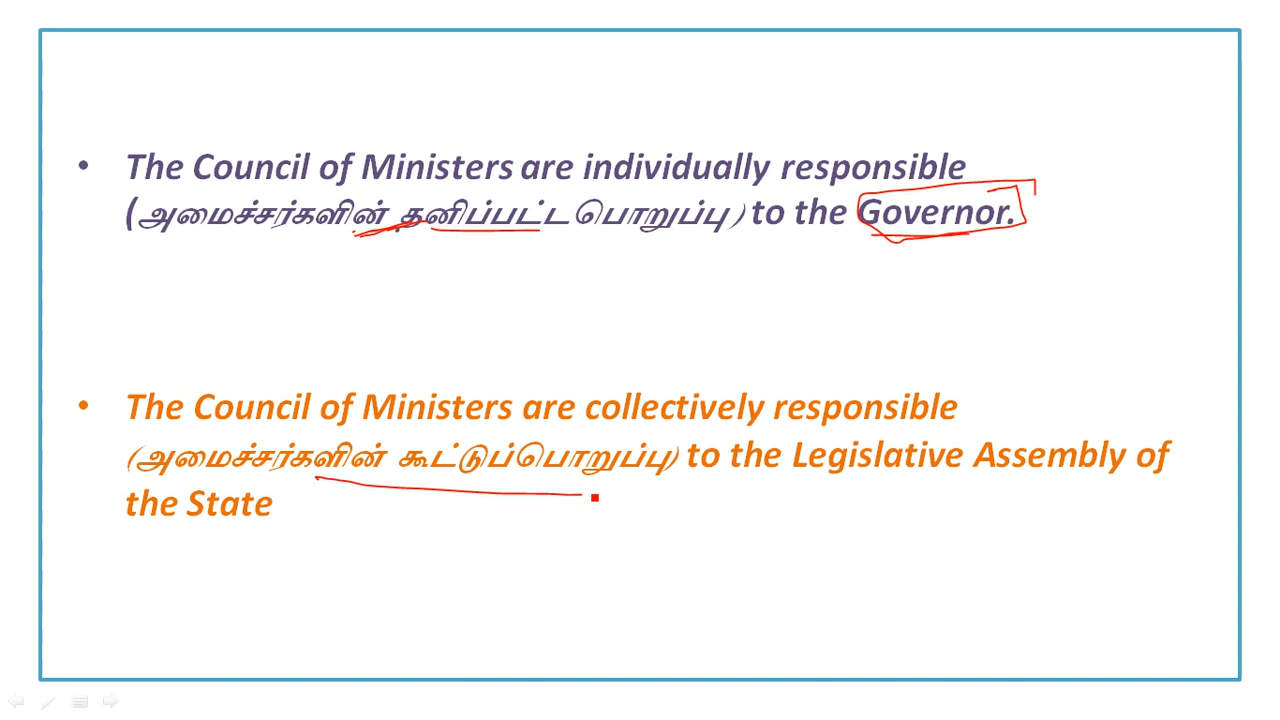 • The Council of Ministers are individually responsible
(அமைச்சர்களின் தனிப்பட்ட பொறுப்பு) to the Governor.
• The Council of Ministers are collectively responsible
(அமைச்சர்களின் கூட்டுப்பொறுப்பு) to the Legislative Assembly of
the State